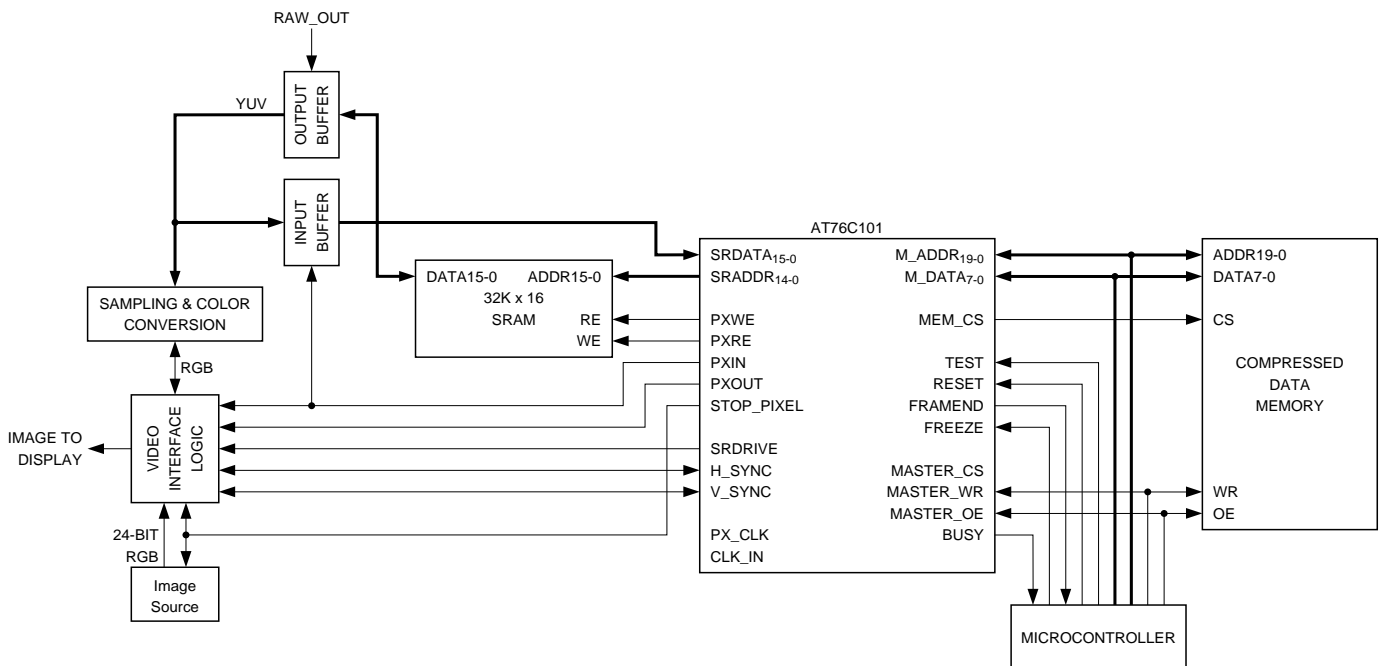 RAW_OUT
YUV
OUTPUT
BUFFER
INPUT
BUFFER
SAMPLING & COLOR
CONVERSION
RGB
IMAGE TO
DISPLAY
VIDEO
INTERFACE
LOGIC
24-BIT
RGB
Image
Source
DATA15-0 ADDR15-0
32K x 16
SRAM
RE
WE
AT76C101
SRDATA15-0
SRADDR14-0
PXWE
PXRE
PXIN
PXOUT
STOP_PIXEL
SRDRIVE
H_SYNC
V_SYNC
PX_CLK
CLK_IN
M_ADDR19-0
M_DATA7-0
MEM_CS
TEST
RESET
FRAMEND
FREEZE
MASTER_CS
MASTER_WR
MASTER_OE
BUSY
ADDR19-0
DATA7-0
CS
COMPRESSED
DATA
MEMORY
WR
OE
MICROCONTROLLER